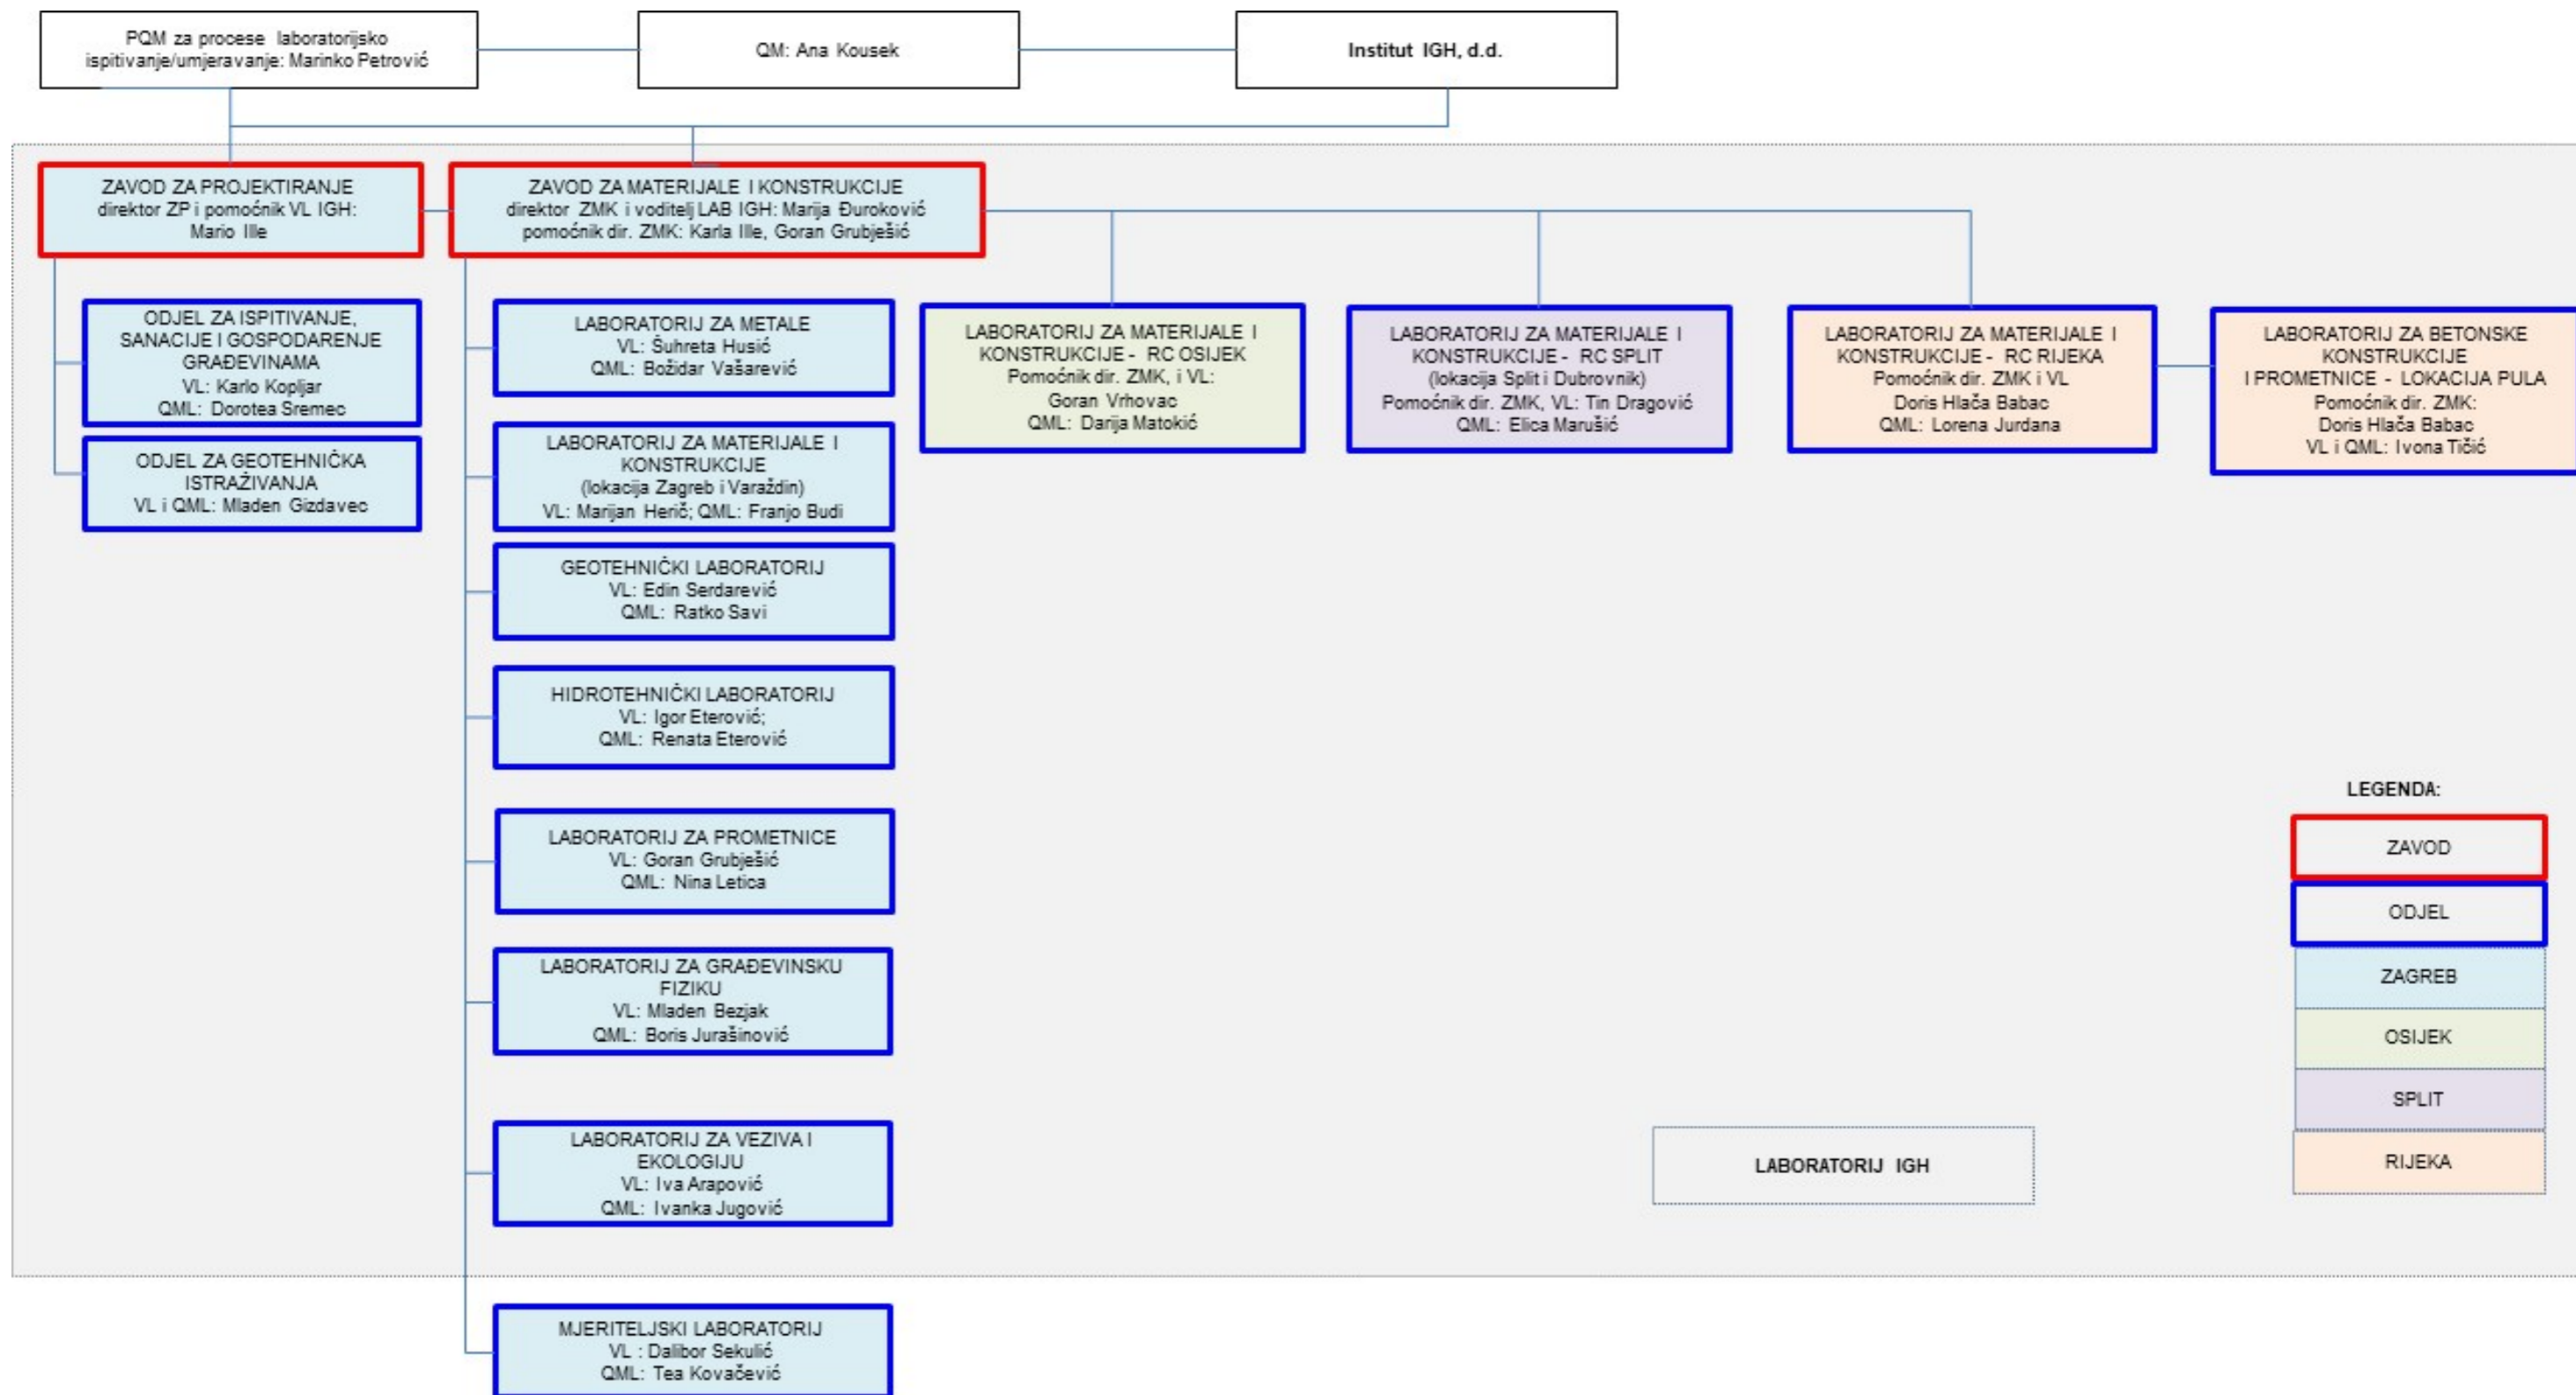 PQM za procese laboratorijsko
ispitivanje/umjeravanje: Marinko Petrović
QM: Ana Kousek
Institut IGH, d.d.
ZAVOD ZA PROJEKTIRANJE
direktor ZP i pomoćnik VL IGH:
Mario Ille
ZAVOD ZA MATERIJALE I KONSTRUKCIJE
direktor ZMK i voditelj LAB IGH: Marija Đuroković
pomoćnik dir. ZMK: Karla Ille, Goran Grubješić
ODJEL ZA ISPITIVANJE,
SANACIJE I GOSPODARENJE
GRAĐEVINAMA
VL: Karlo Kopljar
QML: Dorotea Sremec
ODJEL ZA GEOTEHNIČKA
ISTRAŽIVANJA
VL i QML: Mladen Gizdavec
LABORATORIJ ZA METALE
VL: Šuhreta Husić
QML: Božidar Vašarević
LABORATORIJ ZA MATERIJALE I
KONSTRUKCIJE
(lokacija Zagreb i Varaždin)
VL: Marijan Herič; QML: Franjo Budi
GEOTEHNIČKI LABORATORIJ
VL: Edin Serdarević
QML: Ratko Savi
HIDROTEHNIČKI LABORATORIJ
VL: Igor Eterović;
QML: Renata Eterović
LABORATORIJ ZA PROMETNICE
VL: Goran Grubješić
QML: Nina Letica
LABORATORIJ ZA GRAĐEVINSKU
FIZIKU
VL: Mladen Bezjak
QML: Boris Jurašinović
LABORATORIJ ZA VEZIVA I
EKOLOGIJU
VL: Iva Arapović
QML: Ivanka Jugović
MJERITELJSKI LABORATORIJ
VL : Dalibor Sekulić
QML: Tea Kovačević
LABORATORIJ ZA MATERIJALE I
KONSTRUKCIJE - RC OSIJEK
Pomoćnik dir. ZMK, i VL:
Goran Vrhovac
QML: Darija Matokić
LABORATORIJ ZA MATERIJALE I
KONSTRUKCIJE - RC SPLIT
(lokacija Split i Dubrovnik)
Pomoćnik dir. ZMK, VL: Tin Dragović
QML: Elica Marušić
LABORATORIJ ZA MATERIJALE I
KONSTRUKCIJE - RC RIJEKA
Pomoćnik dir. ZMK i VL
Doris Hlača Babac
QML: Lorena Jurdana
LABORATORIJ ZA BETONSKE
KONSTRUKCIJE
I PROMETNICE - LOKACIJA PULA
Pomoćnik dir. ZMK:
Doris Hlača Babac
VL i QML: Ivona Tičić
LEGENDA:
ZAVOD
ODJEL
ZAGREB
OSIJEK
SPLIT
RIJEKA
LABORATORIJ IGH